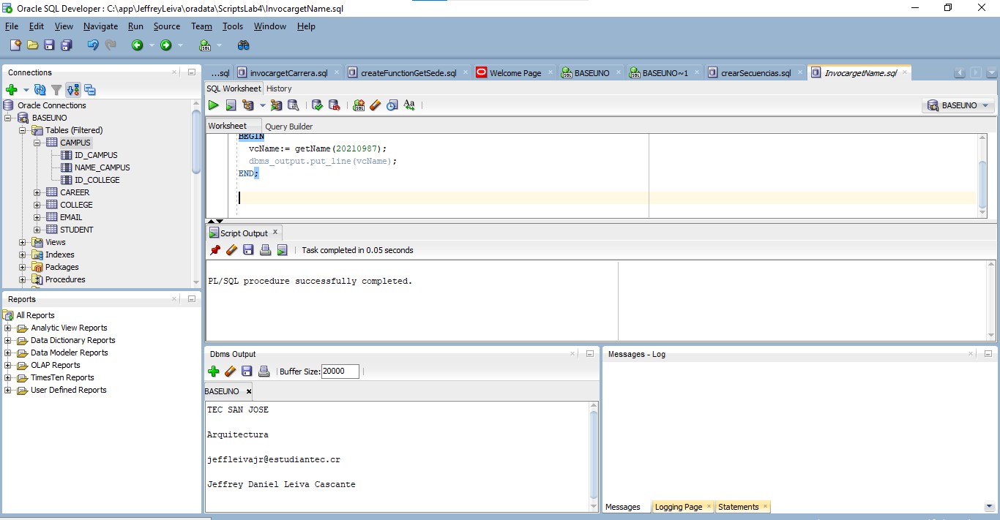 Oracle SQL Developer : C:\app\JeffreyLeiva\oradata\ScriptsLab4\InvocargetName.sql
File Edit View Navigate Run Source Team Tools Window Help
Connections
Oracle Connections
BASEUNO
Tables (Filtered)
CAMPUS
ID_CAMPUS
NAME_CAMPUS
ID_COLLEGE
CAREER
COLLEGE
EMAIL
STUDENT
Views
Indexes
Packages
Procedures
Reports
All Reports
Analytic View Reports
Data Dictionary Reports
Data Modeler Reports
OLAP Reports
TimesTen Reports
User Defined Reports
...sql invocargetCarrera.sql createFunctionGetSede.sql Welcome Page BASEUNO BASEUNO~1 crearSecuencias.sql InvocargetName.sql
SQL Worksheet History
BASEUNO
Worksheet Query Builder
BEGIN
vcName:= getName(20210987);
dbms_output.put_line(vcName);
END;
Script Output
Task completed in 0.05 seconds
PL/SQL procedure successfully completed.
Dbms Output
Buffer Size: 20000
BASEUNO
TEC SAN JOSE
Arquitectura
jeffleivajr@estudiantec.cr
Jeffrey Daniel Leiva Cascante
Messages - Log
Messages Logging Page Statements